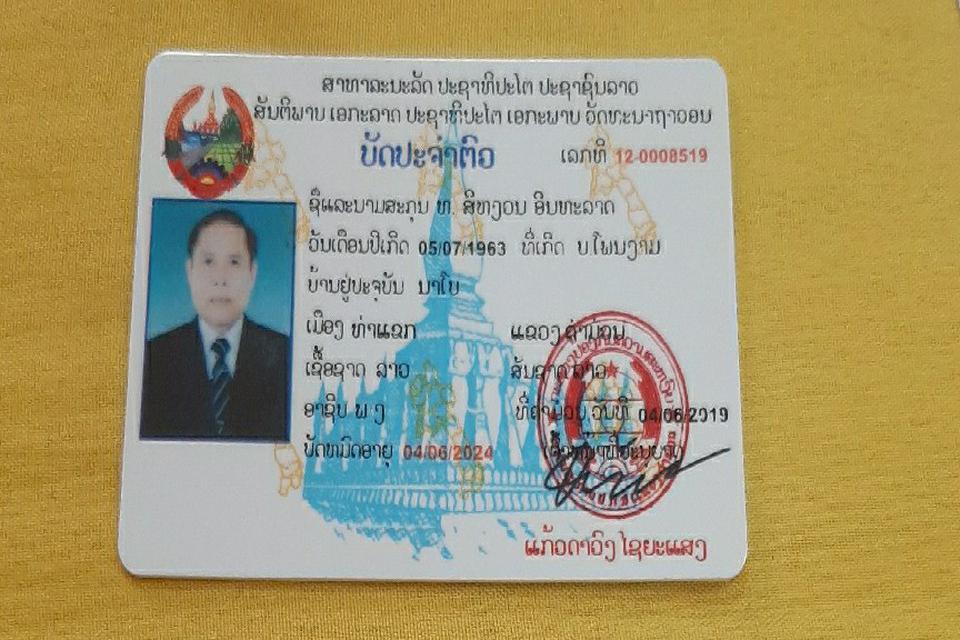 ສາທາລະນະລັດ ປະຊາທິປະໄຕ ປະຊາຊົນລາວ
ສັນຕິພາບ ເອກະລາດ ປະຊາທິປະໄຕ ເອກະພາບ ວັດທະນາຖາວອນ
ບັດປະຈຳຕົວ
ເລກທີ 12-0008519
ຊື່ແລະນາມສະກຸນ ທ. ສີຫງວນ ອິນທະລາດ
ວັນເດືອນປີເກີດ 05/07/1963 ທີ່ເກີດ ບ.ໂພນງາມ
ບ້ານຢູ່ປະຈຸບັນ ນາໂບ
ເມືອງ ທ່າແຂກ ແຂວງ ຄຳມ່ວນ
ເຊື້ອຊາດ ລາວ ສັນຊາດ ລາວ
ອາຊີບ ພ.ງ ທີ່ຄຳມ່ວນ ວັນທີ 04/06/2019
ບັດຫມົດອາຍຸ 04/06/2024
ແກ້ວດາວົງ ໄຊຍະແສງ